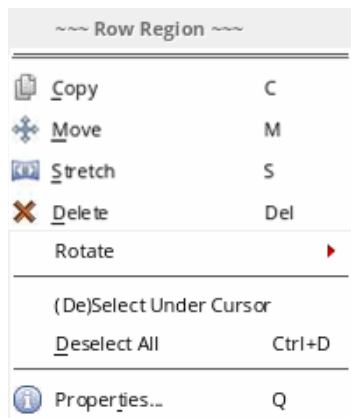 ~~~ Row Region ~~~
Copy C
Move M
Stretch S
Delete Del
Rotate
(De)Select Under Cursor
Deselect All Ctrl+D
Properties... Q